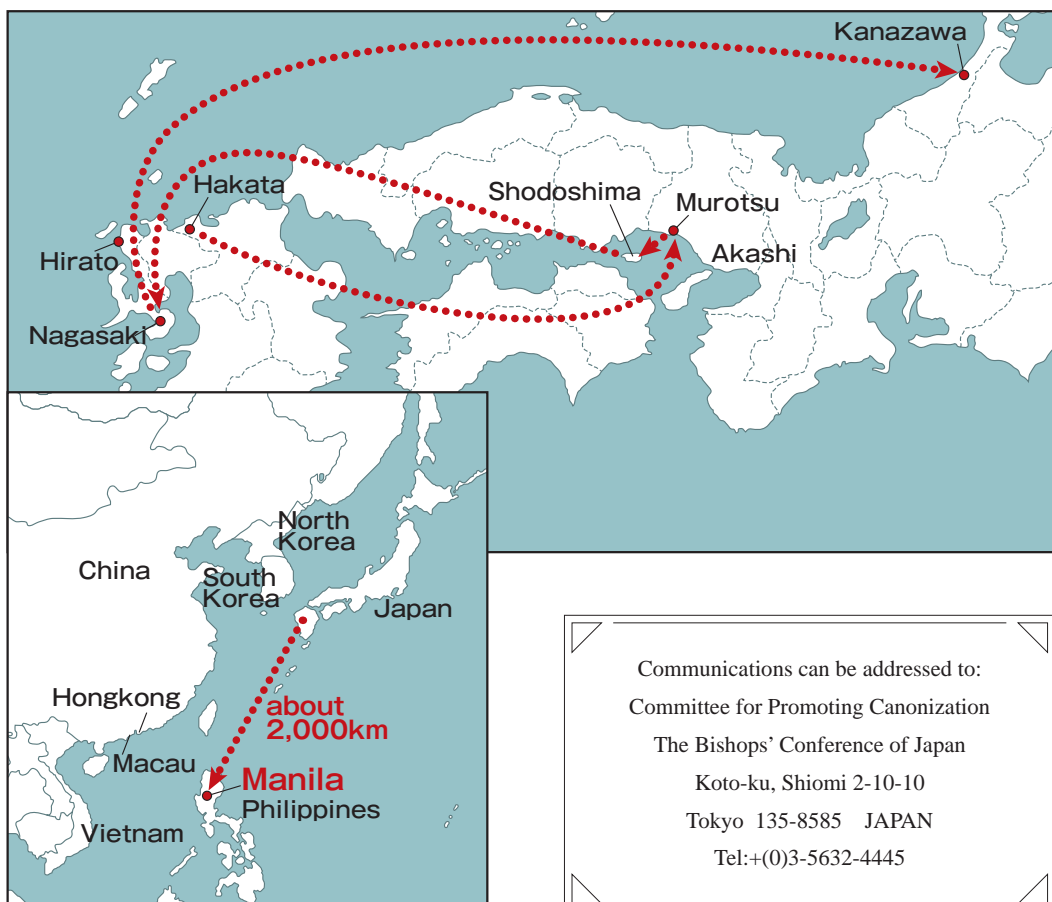 Kanazawa
Hakata
Shodoshima
Murotsu
Hirato
Akashi
Nagasaki
North
Korea
China
South
Korea
Japan
Hongkong
about
2,000km
Macau
Manila
Philippines
Vietnam
Communications can be addressed to:
Committee for Promoting Canonization
The Bishops’ Conference of Japan
Koto-ku, Shiomi 2-10-10
Tokyo 135-8585 JAPAN
Tel:+(0)3-5632-4445